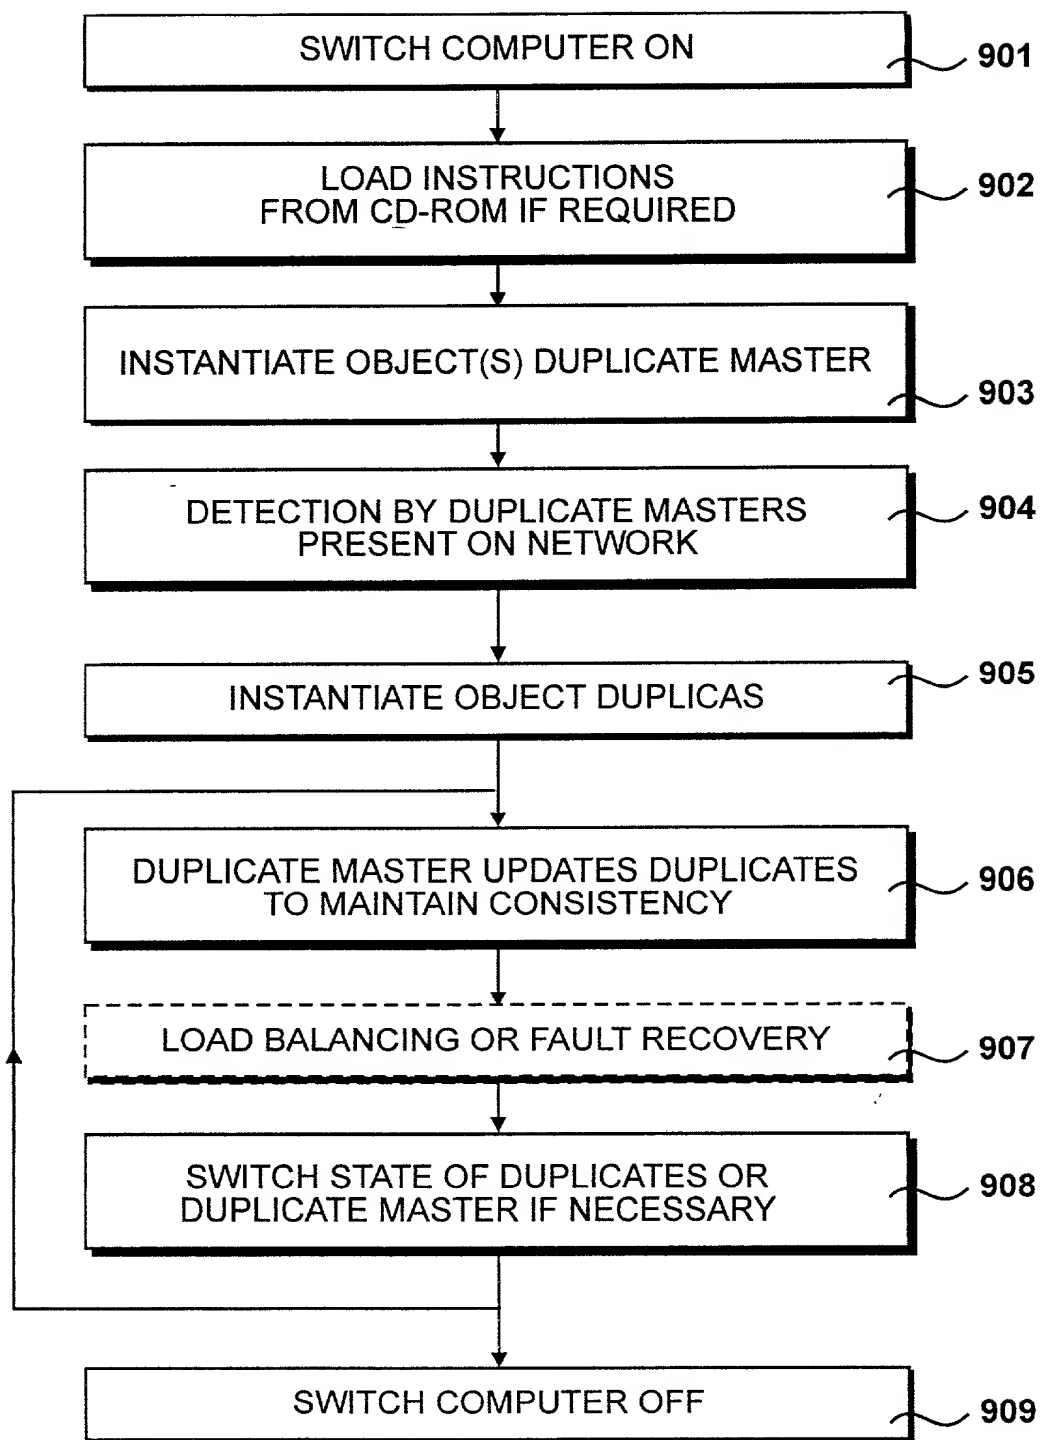 SWITCH COMPUTER ON
901
LOAD INSTRUCTIONS
FROM CD-ROM IF REQUIRED
902
INSTANTIATE OBJECT(S) DUPLICATE MASTER
903
DETECTION BY DUPLICATE MASTERS
PRESENT ON NETWORK
904
INSTANTIATE OBJECT DUPLICAS
905
DUPLICATE MASTER UPDATES DUPLICATES
TO MAINTAIN CONSISTENCY
906
LOAD BALANCING OR FAULT RECOVERY
907
SWITCH STATE OF DUPLICATES OR
DUPLICATE MASTER IF NECESSARY
908
SWITCH COMPUTER OFF
909